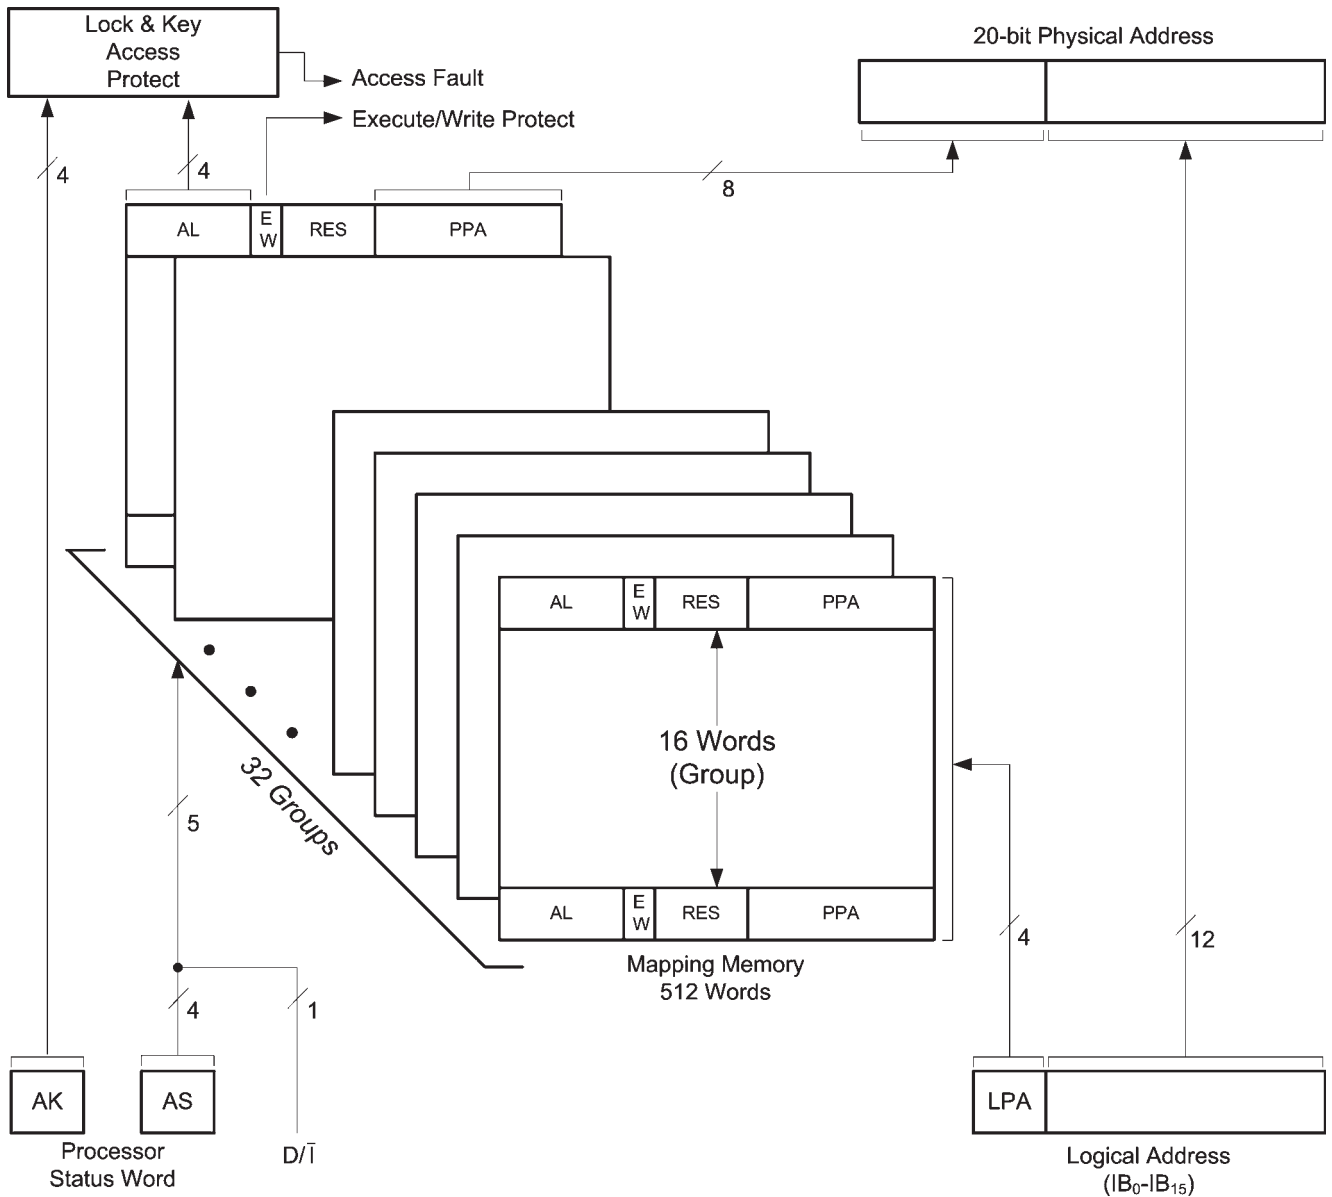 Lock & Key
Access
Protect
20-bit Physical Address
Access Fault
Execute/Write Protect
4
4
8
AL
E
W
RES
PPA
AL
E
W
RES
PPA
16 Words
(Group)
32 Groups
5
AL
E
W
RES
PPA
4
12
Mapping Memory
512 Words
4
1
AK
AS
LPA
Processor
Status Word
D/Ī
Logical Address
(IB₀-IB₁₅)